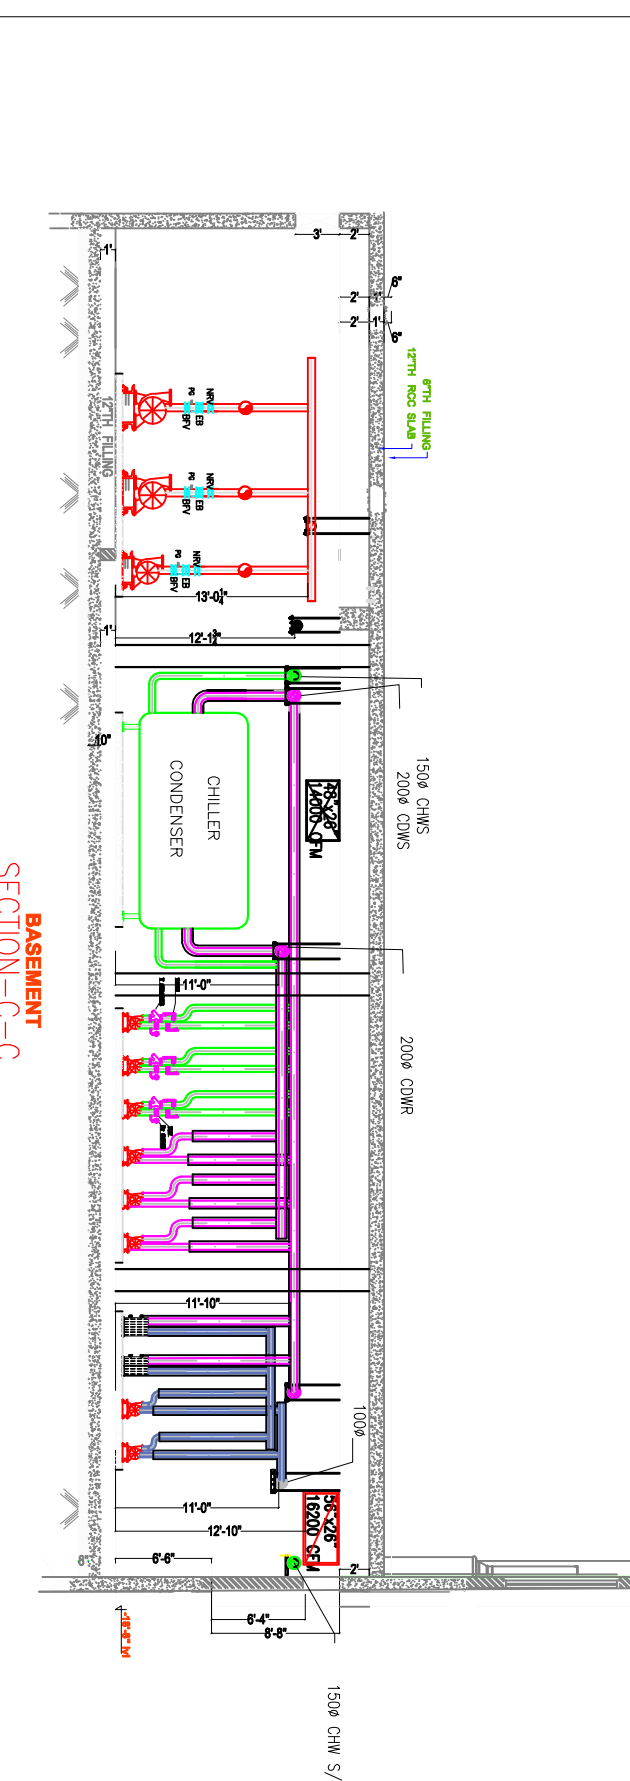 3'
2'
1'
2'
1'
6"
2'
1'
6"
6"TH FILLING
12"TH RCC SLAB
12"TH FILLING
NRV
PG
EB
BFV
NRV
PG
EB
BFV
NRV
PG
EB
BFV
13'-0¼"
12'-1¾"
1'
10"
CHILLER
CONDENSER
48"x26"
14000 CFM
150ø CHWS
200ø CDWS
BASEMENT
SECTION-C-C
11'-0"
200ø CDWR
11'-10"
100ø
11'-0"
12'-10"
56"x26"
16200 CFM
6'-6"
2'
8"
6'-4"
8'-8"
150ø CHW S/